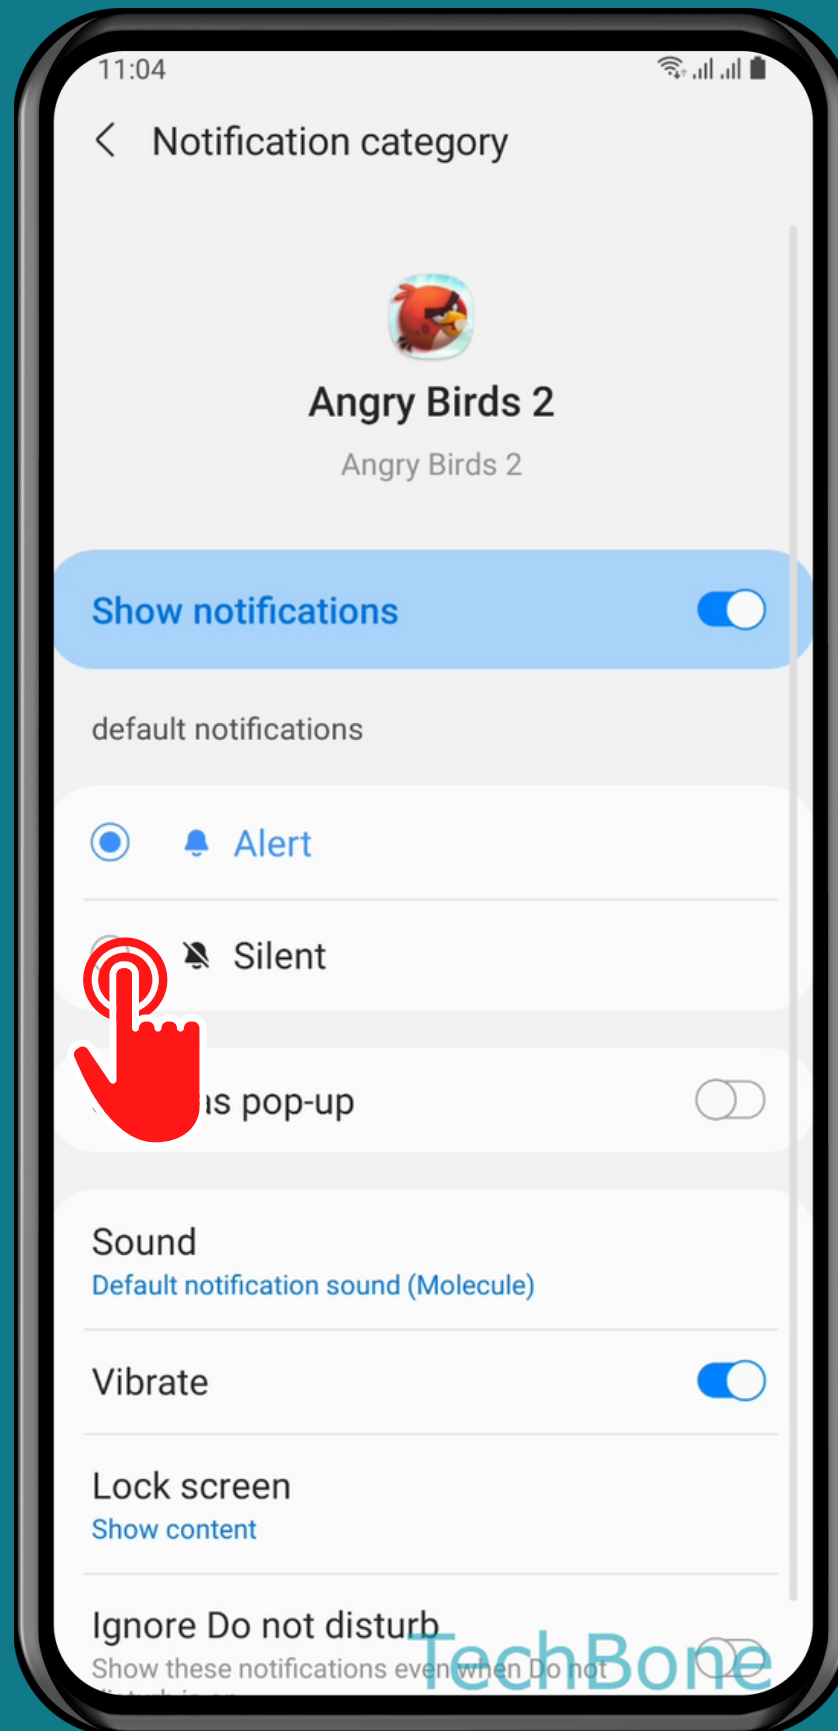 11:04
Notification category
Angry Birds 2
Angry Birds 2
Show notifications
default notifications
Alert
Silent
as pop-up
Sound
Default notification sound (Molecule)
Vibrate
Lock screen
Show content
Ignore Do not disturb
Show these notifications even when Do not
TechBone